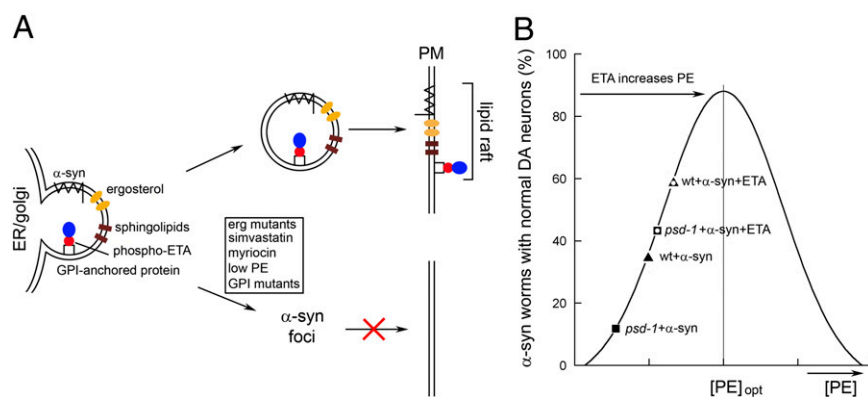 A
PM
α-syn
ergosterol
ER/golgi
sphingolipids
phospho-ETA
GPI-anchored protein
lipid raft
erg mutants
simvastatin
myriocin
low PE
GPI mutants
α-syn
foci
B
α-syn worms with normal DA neurons (%)
100
80
60
40
20
0
ETA increases PE
wt+α-syn+ETA
psd-1+α-syn+ETA
wt+α-syn
psd-1+α-syn
[PE]opt
[PE]